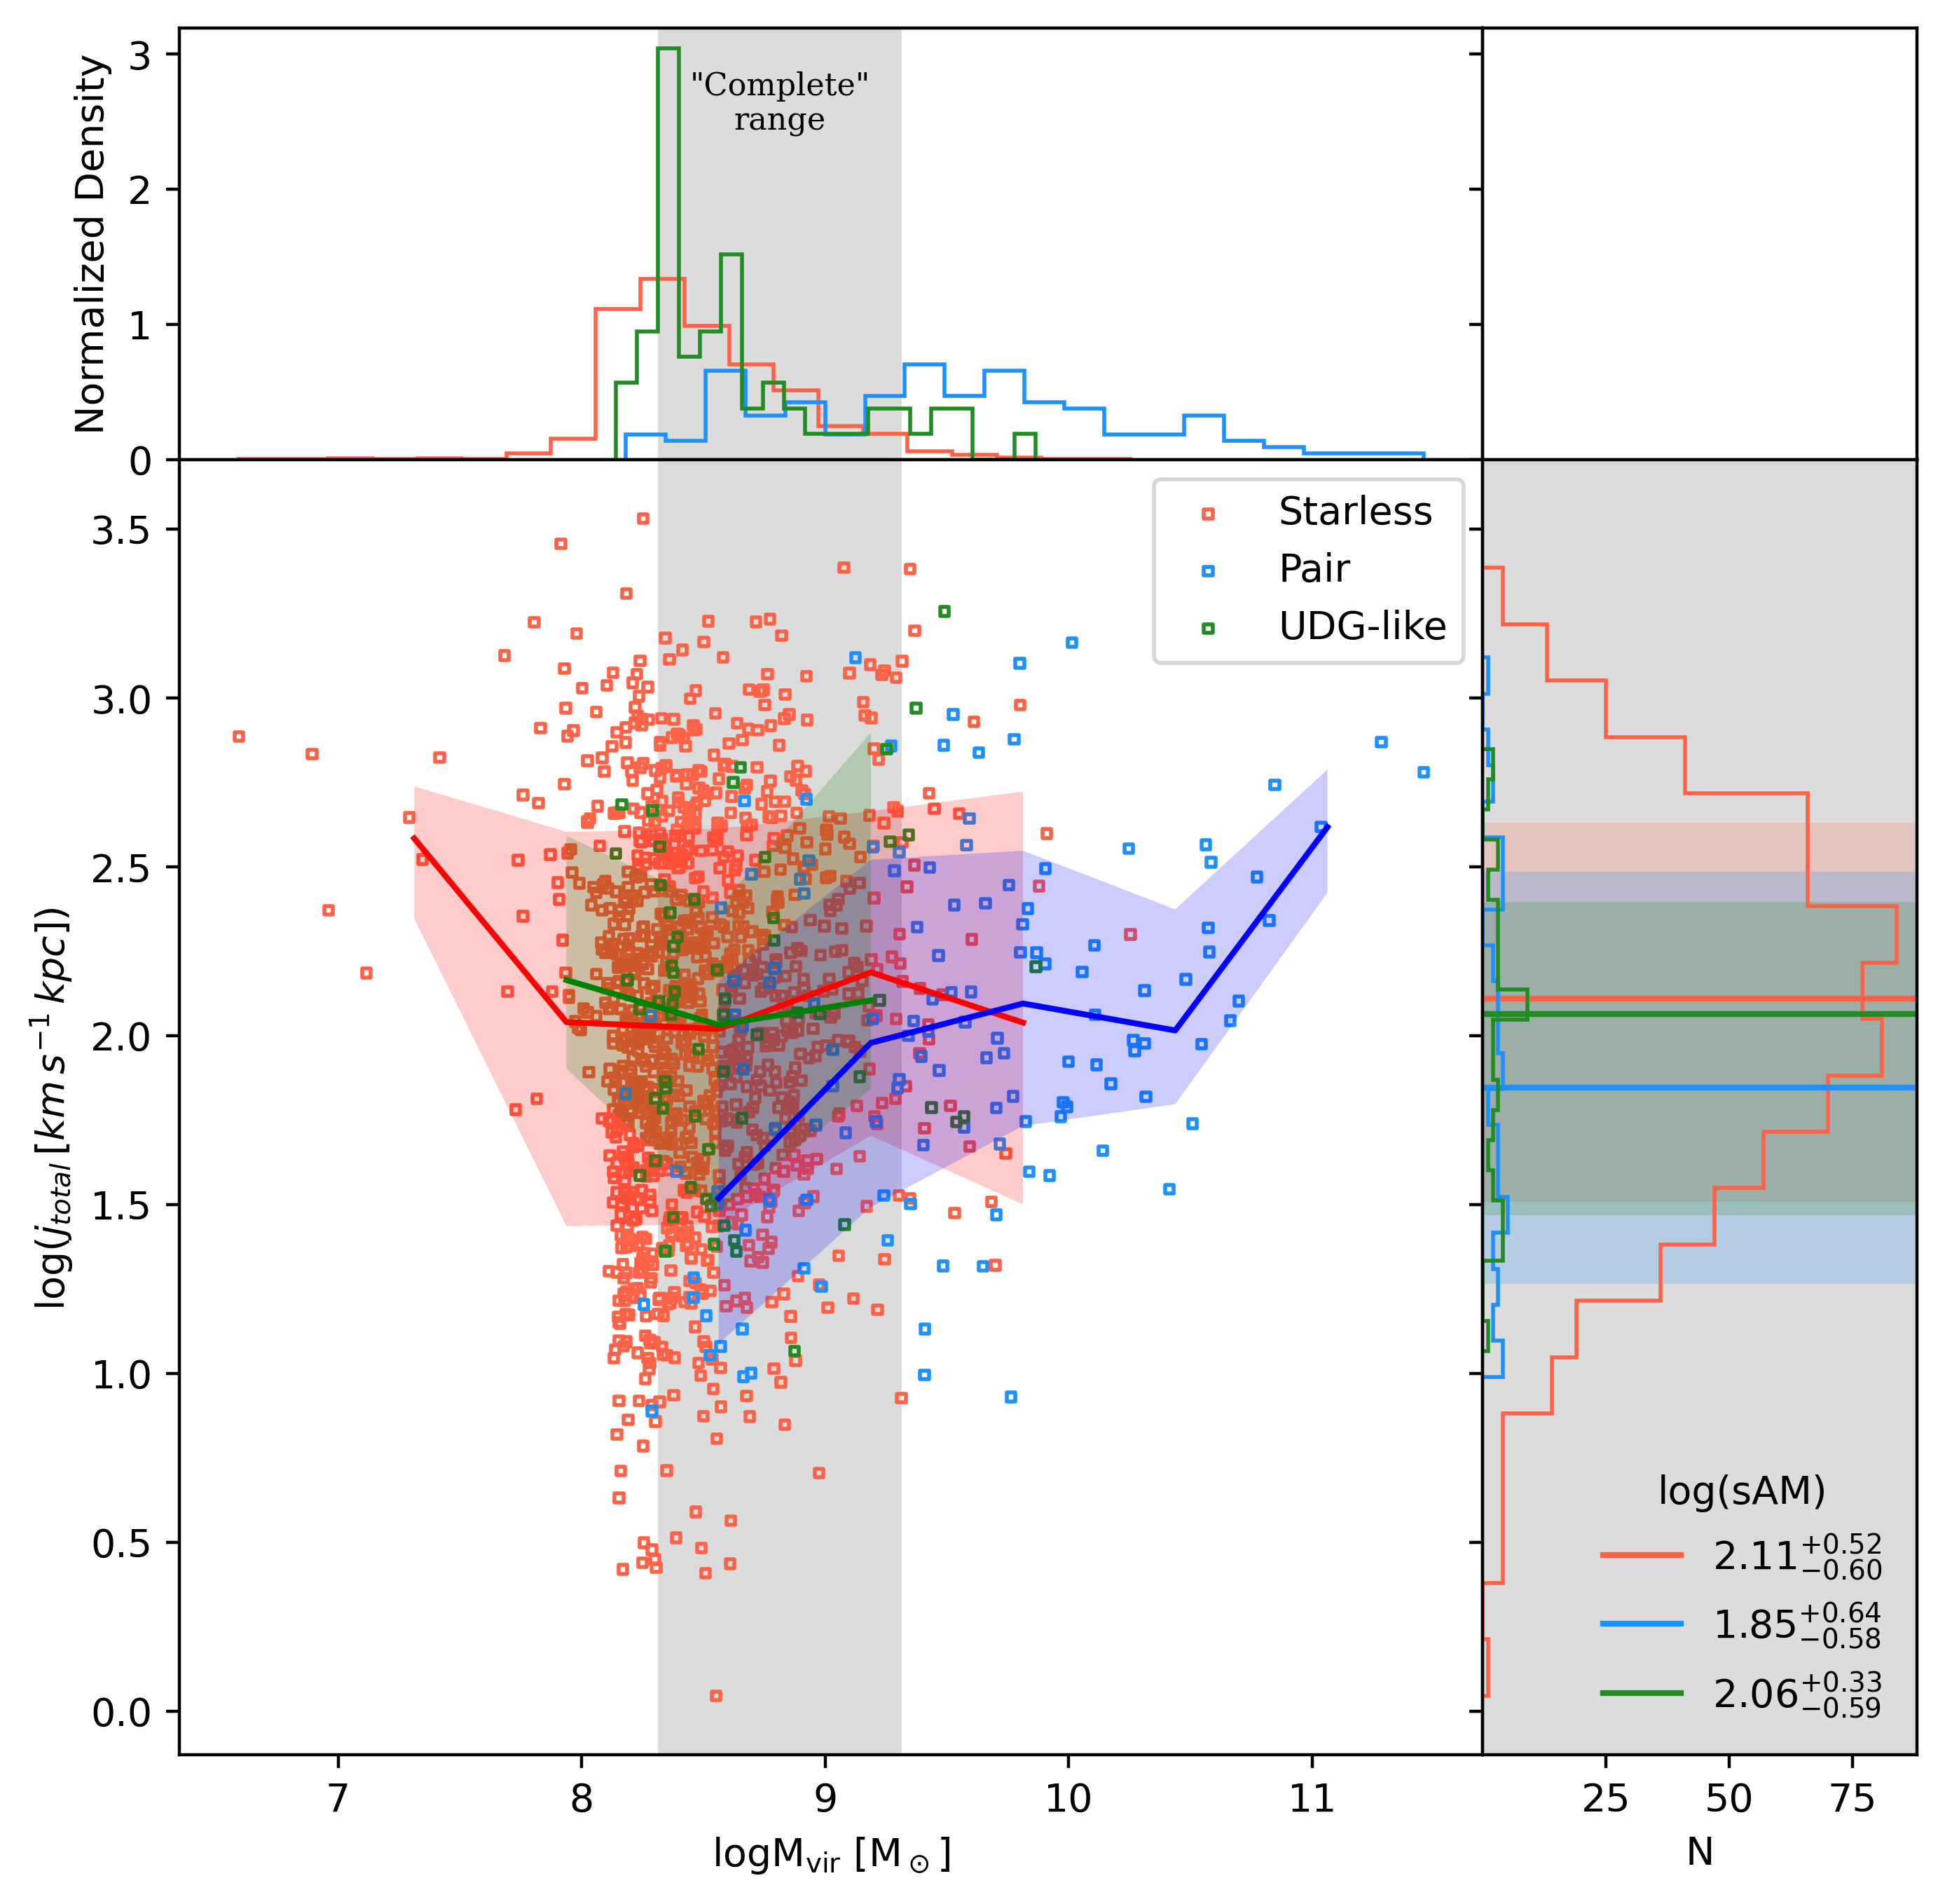 Normalized Density
3
2
1
0
"Complete"
range
log(j_total [km s⁻¹ kpc])
3.5
3.0
2.5
2.0
1.5
1.0
0.5
0.0
Starless
Pair
UDG-like
log(sAM)
2.11 +0.52 −0.60
1.85 +0.64 −0.58
2.06 +0.33 −0.59
7 8 9 10 11
25 50 75
logM_vir [M_⊙]
N